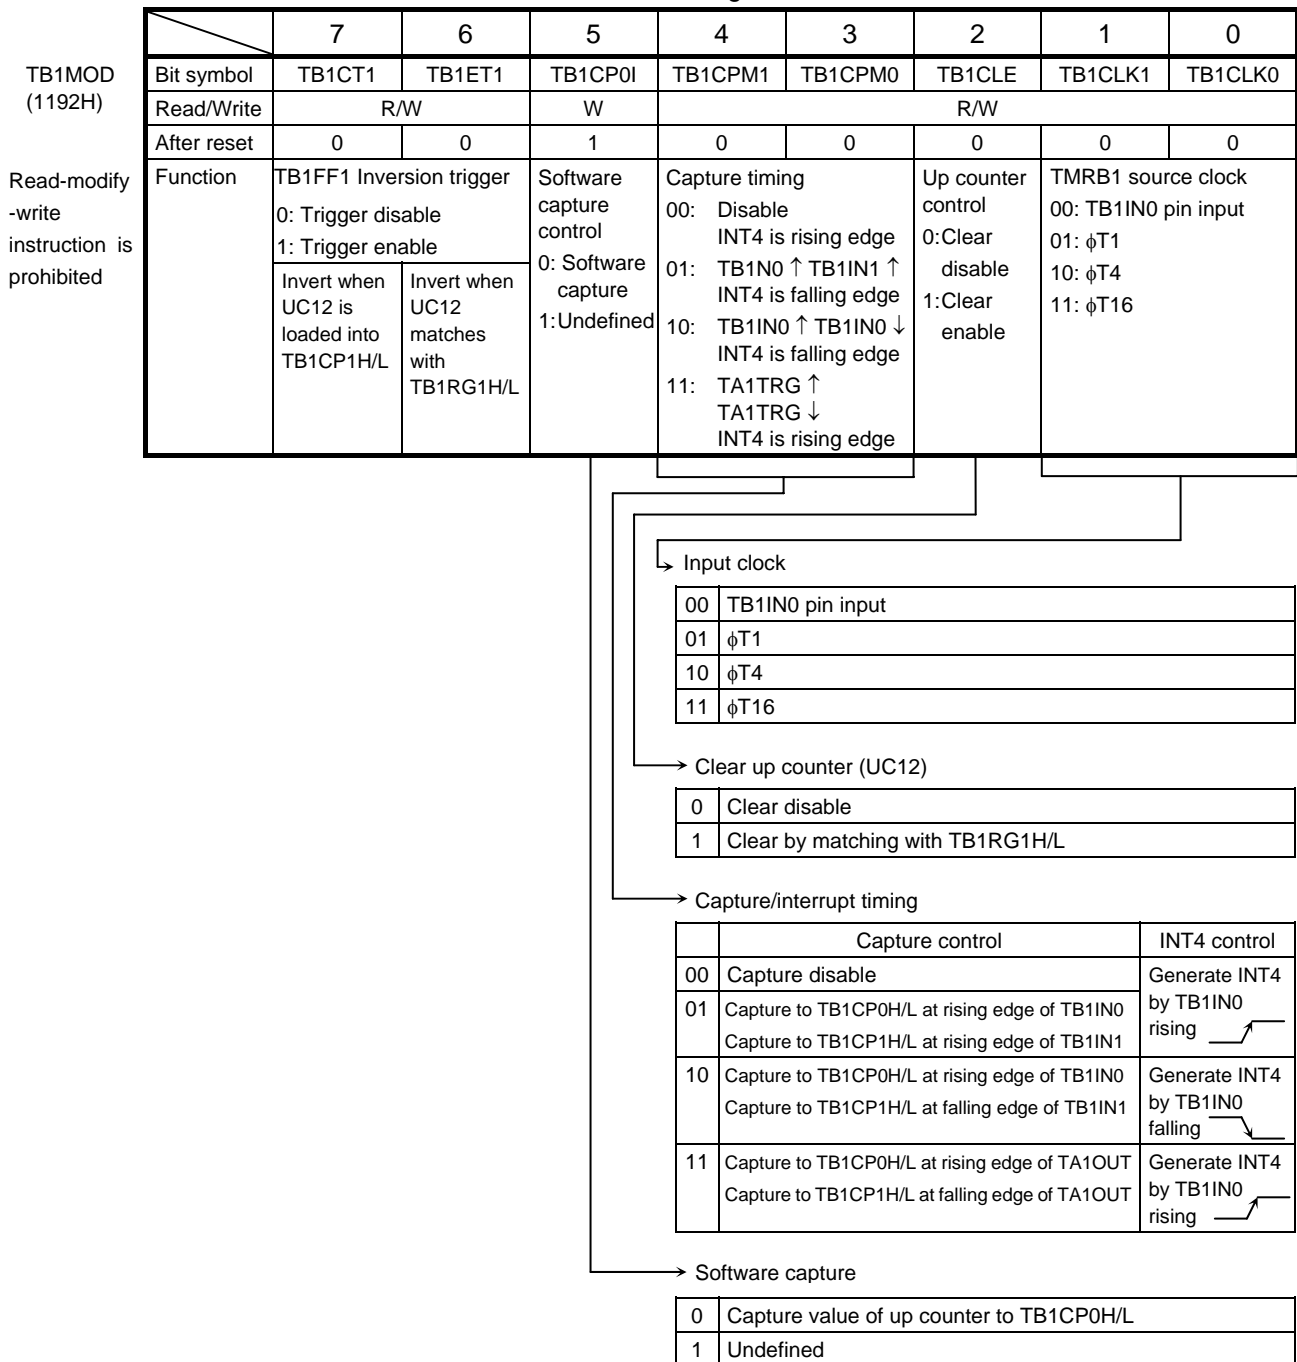 7 6 5 4 3 2 1 0
TB1MOD
(1192H)
Bit symbol TB1CT1 TB1ET1 TB1CP0I TB1CPM1 TB1CPM0 TB1CLE TB1CLK1 TB1CLK0
Read/Write R/W W R/W
After reset 0 0 1 0 0 0 0 0
Read-modify
-write
instruction is
prohibited
Function
TB1FF1 Inversion trigger
0: Trigger disable
1: Trigger enable
Invert when
UC12 is
loaded into
TB1CP1H/L
Invert when
UC12
matches
with
TB1RG1H/L
Software
capture
control
0: Software
capture
1:Undefined
Capture timing
00: Disable
INT4 is rising edge
01: TB1N0 ↑ TB1IN1 ↑
INT4 is falling edge
10: TB1IN0 ↑ TB1IN0 ↓
INT4 is falling edge
11: TA1TRG ↑
TA1TRG ↓
INT4 is rising edge
Up counter
control
0:Clear
disable
1:Clear
enable
TMRB1 source clock
00: TB1IN0 pin input
01: ϕT1
10: ϕT4
11: ϕT16
Input clock
00 TB1IN0 pin input
01 ϕT1
10 ϕT4
11 ϕT16
Clear up counter (UC12)
0 Clear disable
1 Clear by matching with TB1RG1H/L
Capture/interrupt timing
Capture control INT4 control
00 Capture disable
01 Capture to TB1CP0H/L at rising edge of TB1IN0
Capture to TB1CP1H/L at rising edge of TB1IN1
Generate INT4
by TB1IN0
rising
10 Capture to TB1CP0H/L at rising edge of TB1IN0
Capture to TB1CP1H/L at falling edge of TB1IN1
Generate INT4
by TB1IN0
falling
11 Capture to TB1CP0H/L at rising edge of TA1OUT
Capture to TB1CP1H/L at falling edge of TA1OUT
Generate INT4
by TB1IN0
rising
Software capture
0 Capture value of up counter to TB1CP0H/L
1 Undefined